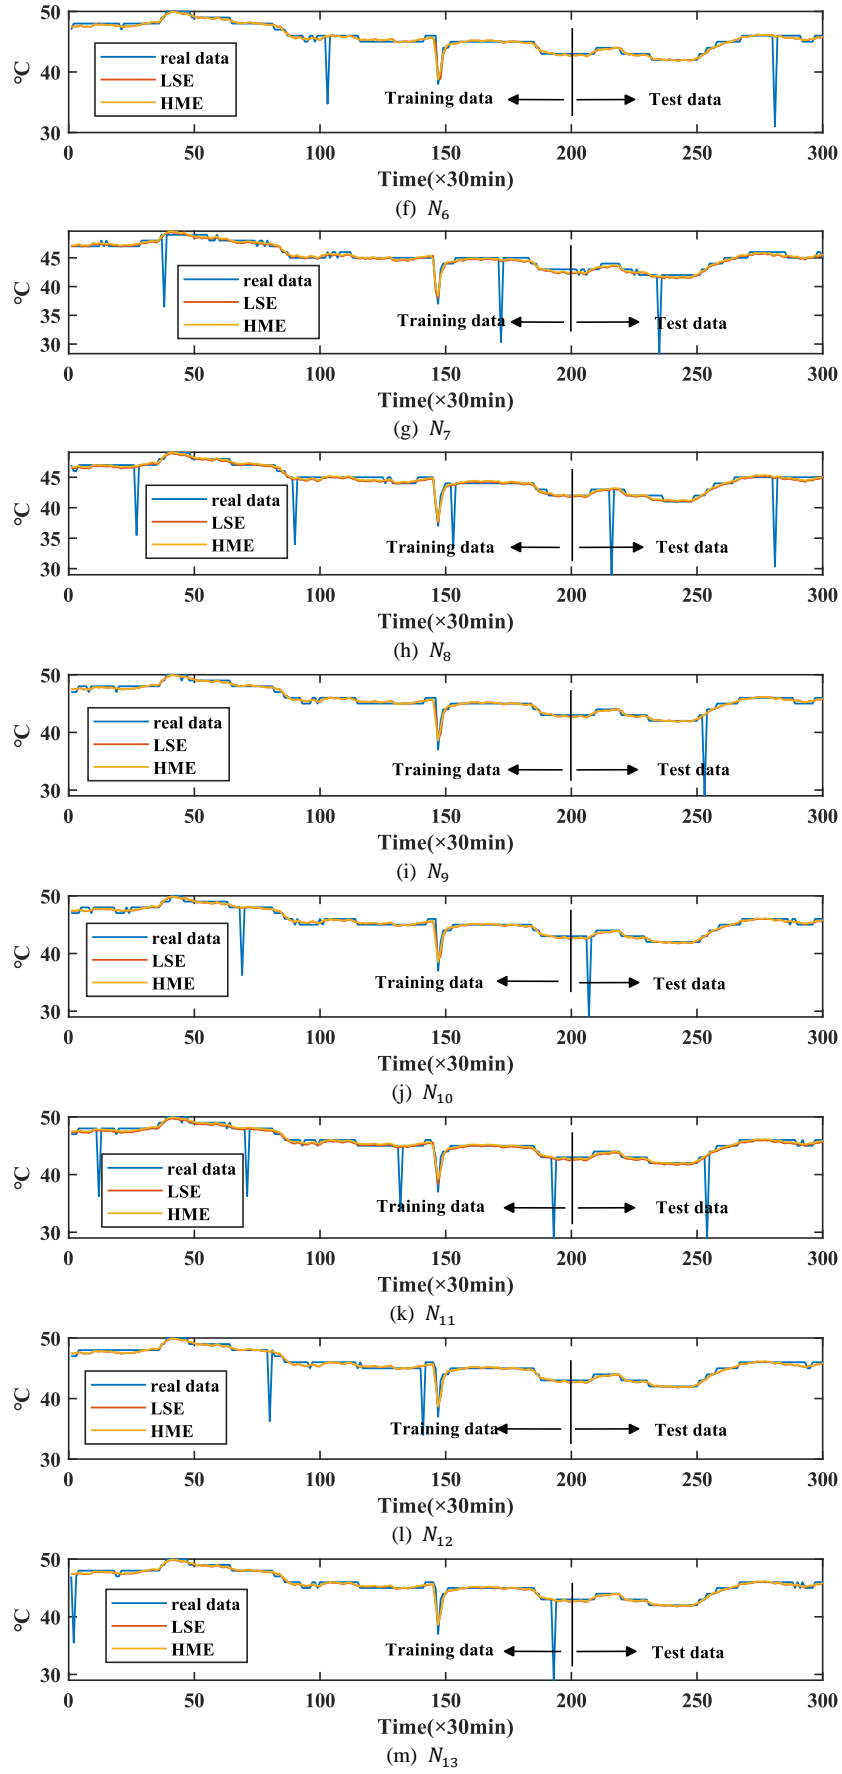 50
40
30
°C
real data
LSE
HME
Training data
Test data
0 50 100 150 200 250 300
Time(×30min)
(f) N6
45
40
35
30
°C
real data
LSE
HME
Training data
Test data
0 50 100 150 200 250 300
Time(×30min)
(g) N7
45
40
35
30
°C
real data
LSE
HME
Training data
Test data
0 50 100 150 200 250 300
Time(×30min)
(h) N8
50
40
30
°C
real data
LSE
HME
Training data
Test data
0 50 100 150 200 250 300
Time(×30min)
(i) N9
50
40
30
°C
real data
LSE
HME
Training data
Test data
0 50 100 150 200 250 300
Time(×30min)
(j) N10
50
40
30
°C
real data
LSE
HME
Training data
Test data
0 50 100 150 200 250 300
Time(×30min)
(k) N11
50
40
30
°C
real data
LSE
HME
Training data
Test data
0 50 100 150 200 250 300
Time(×30min)
(l) N12
50
40
30
°C
real data
LSE
HME
Training data
Test data
0 50 100 150 200 250 300
Time(×30min)
(m) N13